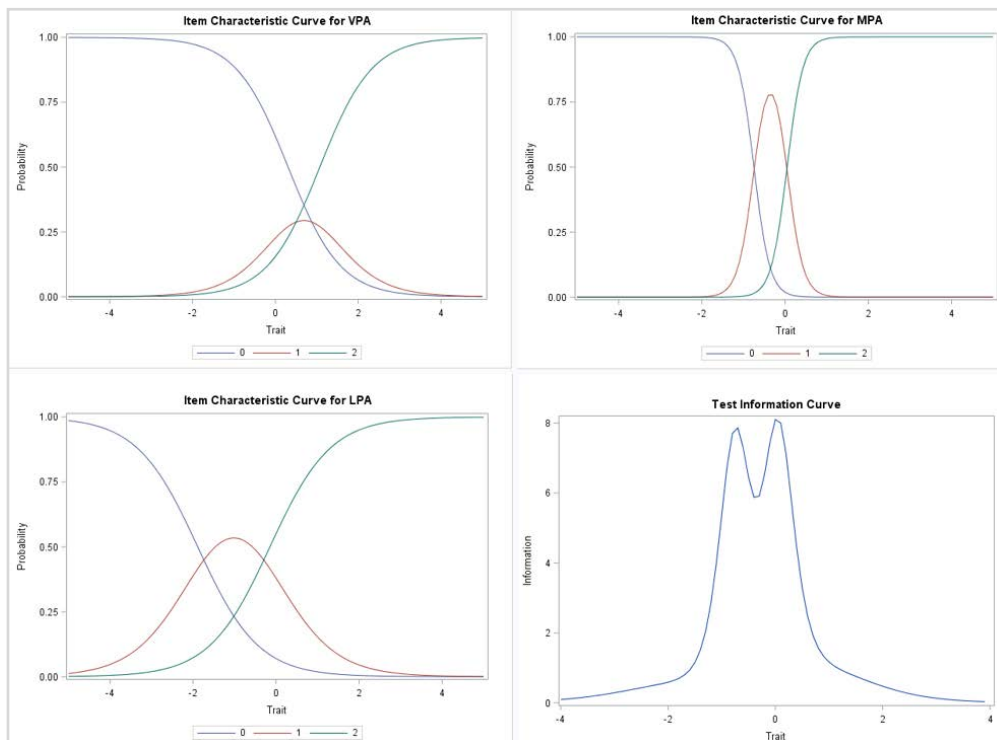 Item Characteristic Curve for VPA
1.00
0.75
0.50
0.25
0.00
Probability
-4 -2 0 2 4
Trait
0 1 2
Item Characteristic Curve for MPA
1.00
0.75
0.50
0.25
0.00
Probability
-4 -2 0 2 4
Trait
0 1 2
Item Characteristic Curve for LPA
1.00
0.75
0.50
0.25
0.00
Probability
-4 -2 0 2 4
Trait
0 1 2
Test Information Curve
8
6
4
2
0
Information
-4 -2 0 2 4
Trait